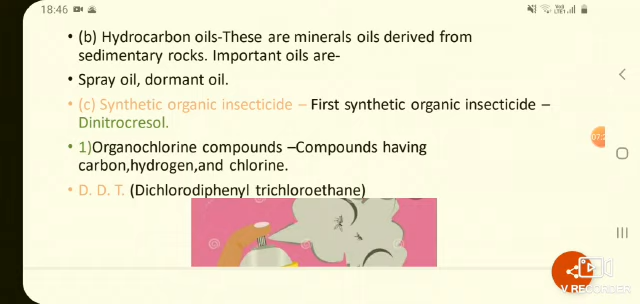 18:46
• (b) Hydrocarbon oils-These are minerals oils derived from
sedimentary rocks. Important oils are-
• Spray oil, dormant oil.
• (c) Synthetic organic insecticide – First synthetic organic insecticide –
Dinitrocresol.
• 1)Organochlorine compounds –Compounds having
carbon,hydrogen,and chlorine.
• D. D. T. (Dichlorodiphenyl trichloroethane)
V RECORDER